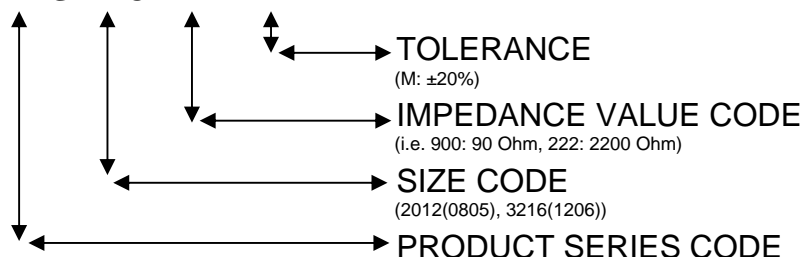 TOLERANCE
(M: ±20%)
IMPEDANCE VALUE CODE
(i.e. 900: 90 Ohm, 222: 2200 Ohm)
SIZE CODE
(2012(0805), 3216(1206))
PRODUCT SERIES CODE